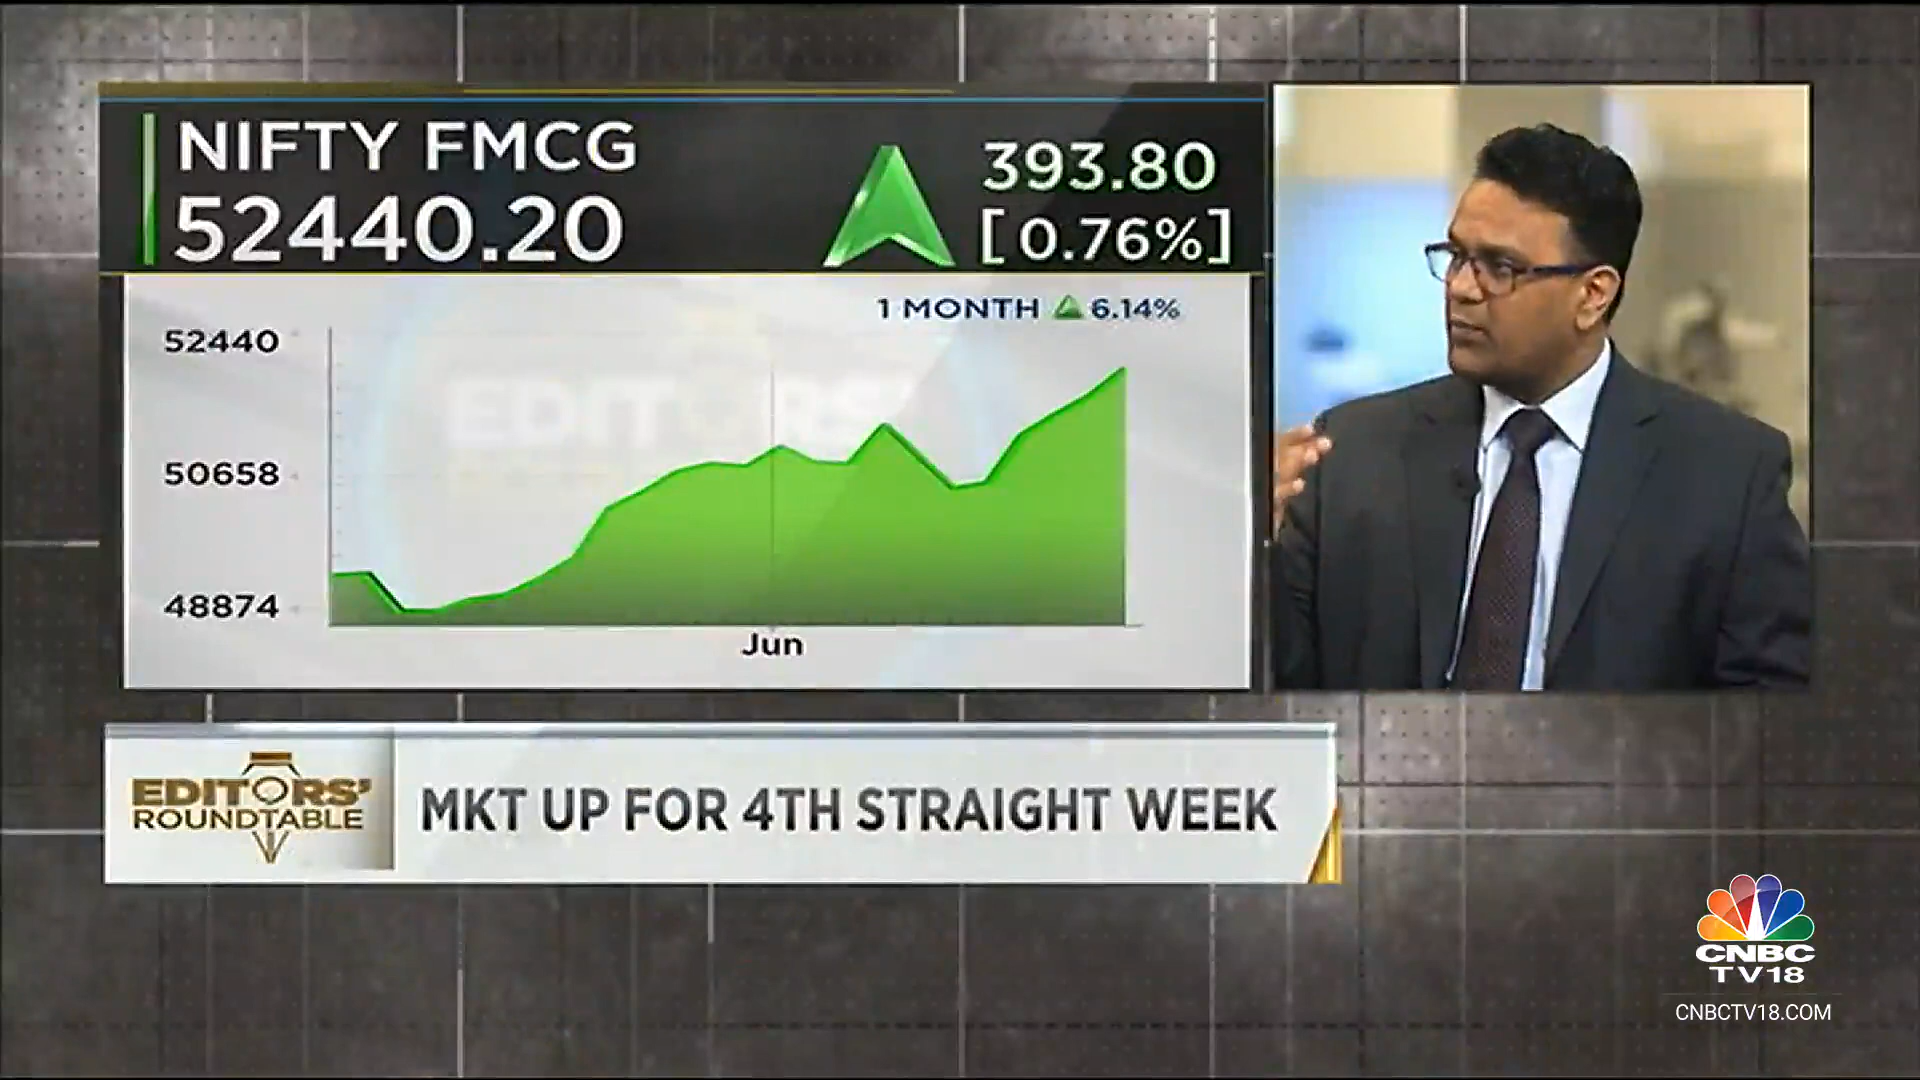 NIFTY FMCG
52440.20
393.80
[0.76%]
1 MONTH 6.14%
52440
50658
48874
EDITORS'
Jun
EDITORS'
ROUNDTABLE
MKT UP FOR 4TH STRAIGHT WEEK
CNBC
TV18
CNBCTV18.COM